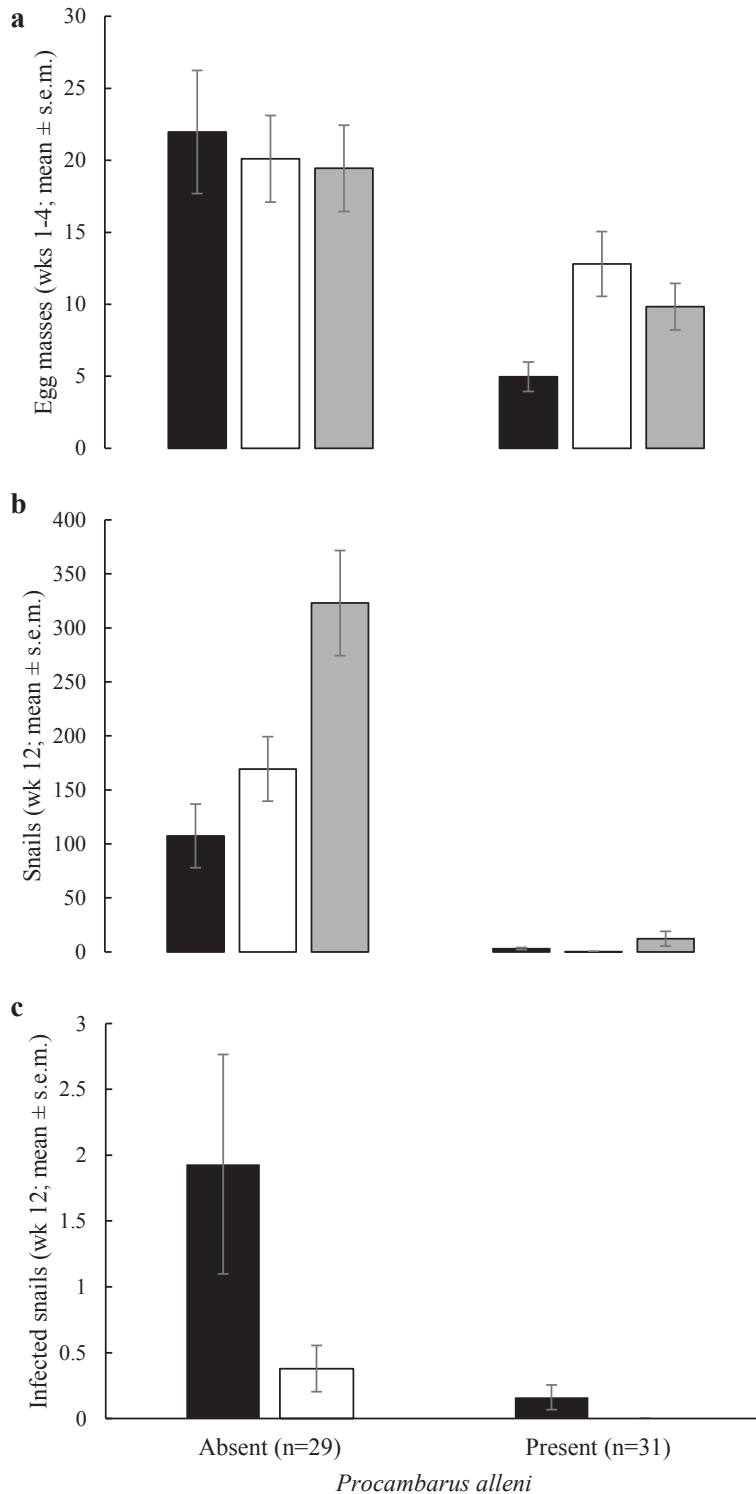 a
Egg masses (wks 1-4; mean ± s.e.m.)
30
25
20
15
10
5
0
b
Snails (wk 12; mean ± s.e.m.)
400
350
300
250
200
150
100
50
0
c
Infected snails (wk 12; mean ± s.e.m.)
3
2.5
2
1.5
1
0.5
0
Absent (n=29) Present (n=31)
Procambarus alleni